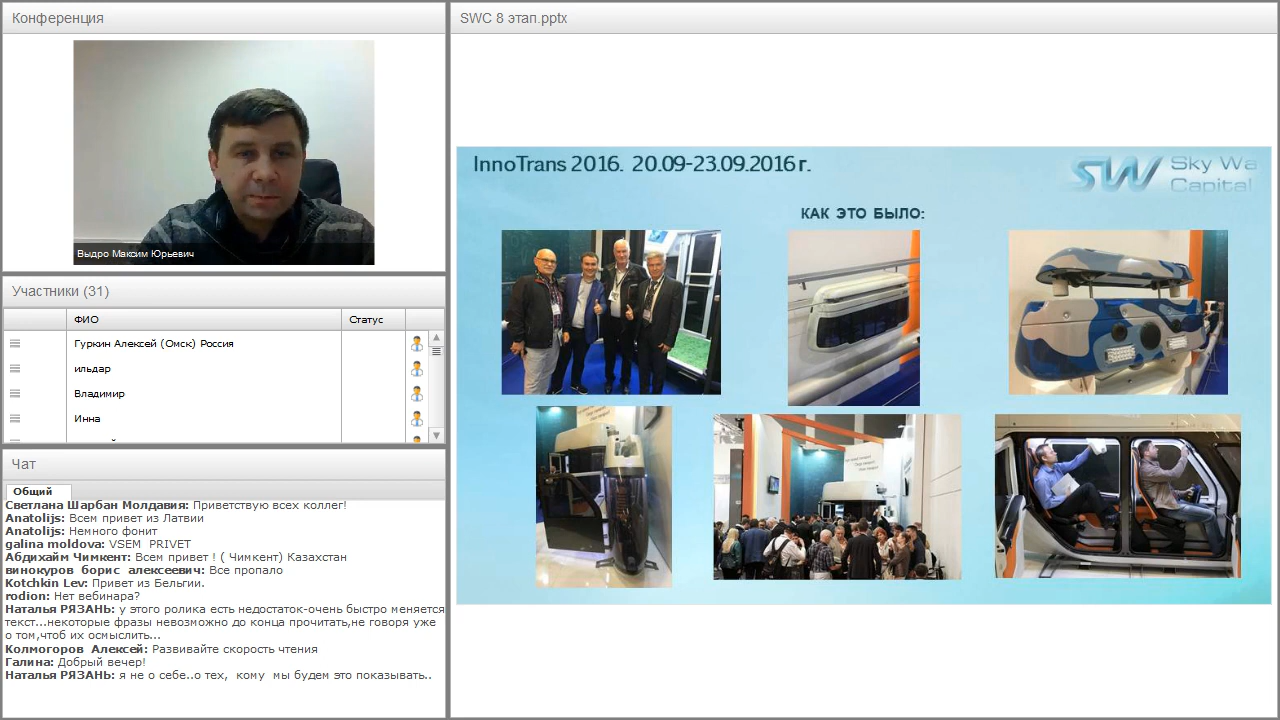 Конференция
Выдро Максим Юрьевич
Участники (31)
ФИО
Статус
Гуркин Алексей (Омск) Россия
ильдар
Владимир
Инна
Чат
Общий
Светлана Шарбан Молдавия: Приветствую всех коллег!
Anatolijs: Всем привет из Латвии
Anatolijs: Немного фонит
galina moldova: VSEM PRIVET
Абдихайм Чимкент: Всем привет ! ( Чимкент) Казахстан
винокуров борис алексеевич: Все пропало
Kotchkin Lev: Привет из Бельгии.
rodion: Нет вебинара?
Наталья РЯЗАНЬ: у этого ролика есть недостаток-очень быстро меняется
текст...некоторые фразы невозможно до конца прочитать,не говоря уже
о том,чтоб их осмыслить...
Колмогоров Алексей: Развивайте скорость чтения
Галина: Добрый вечер!
Наталья РЯЗАНЬ: я не о себе..о тех, кому мы будем это показывать..
SWC 8 этап.pptx
InnoTrans 2016. 20.09-23.09.2016 г.
SW
Sky Wa
Capital
КАК ЭТО БЫЛО: